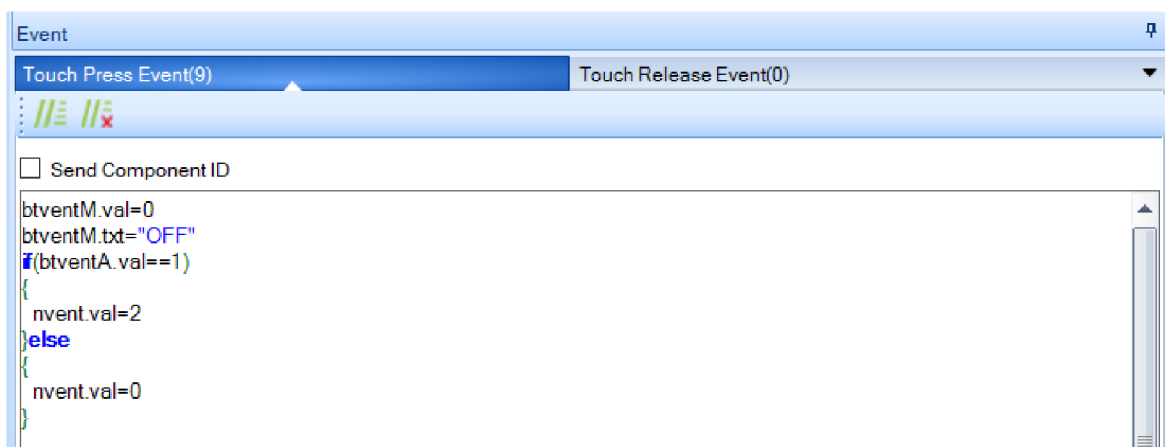 Event
Touch Press Event(9) Touch Release Event(0)
Send Component ID
btventM.val=0
btventM.txt="OFF"
if(btventA.val==1)
{
  nvent.val=2
}else
{
  nvent.val=0
}